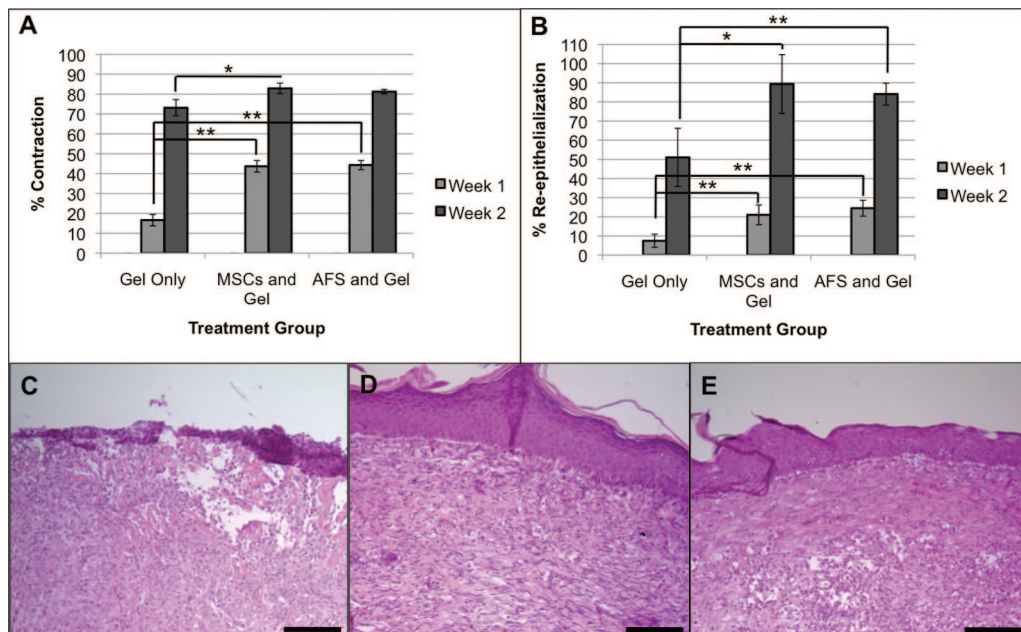 A
% Contraction
100
90
80
70
60
50
40
30
20
10
0
*
**
**
Gel Only
MSCs and
Gel
AFS and Gel
Treatment Group
Week 1
Week 2
B
% Re-epithelialization
110
100
90
80
70
60
50
40
30
20
10
0
**
*
**
**
Gel Only
MSCs and
Gel
AFS and Gel
Treatment Group
Week 1
Week 2
C
D
E